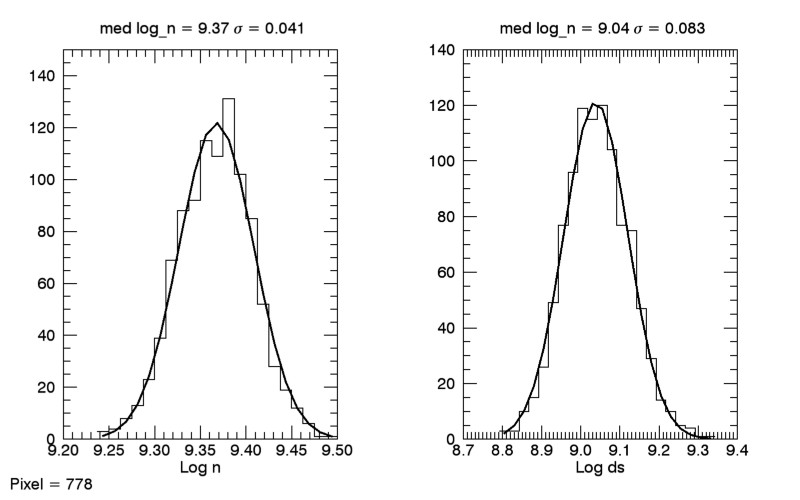 med log_n = 9.37 σ = 0.041
140
120
100
80
60
40
20
0
9.20 9.25 9.30 9.35 9.40 9.45 9.50
Log n
med log_n = 9.04 σ = 0.083
140
120
100
80
60
40
20
0
8.7 8.8 8.9 9.0 9.1 9.2 9.3 9.4
Log ds
Pixel = 778